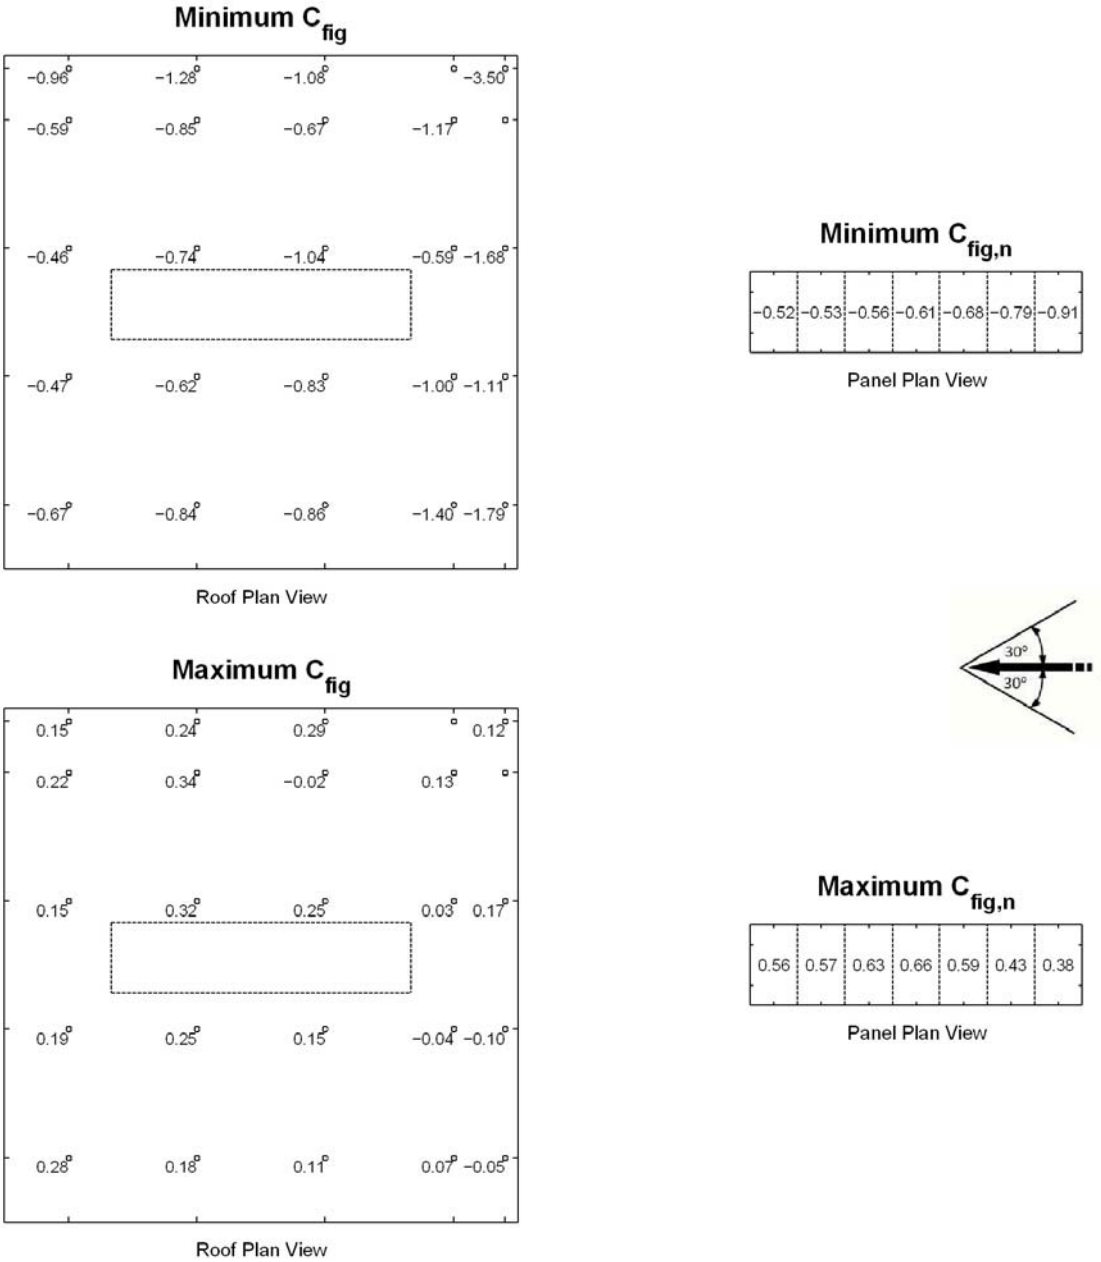 Minimum C fig
−0.96 −1.28 −1.08 −3.50
−0.59 −0.85 −0.67 −1.17
−0.46 −0.74 −1.04 −0.59 −1.68
−0.47 −0.62 −0.83 −1.00 −1.11
−0.67 −0.84 −0.86 −1.40 −1.79
Roof Plan View
Minimum C fig,n
−0.52 −0.53 −0.56 −0.61 −0.68 −0.79 −0.91
Panel Plan View
30º
30º
Maximum C fig
0.15 0.24 0.29 0.12
0.22 0.34 −0.02 0.13
0.15 0.32 0.25 0.03 0.17
0.19 0.25 0.15 −0.04 −0.10
0.28 0.18 0.11 0.07 −0.05
Roof Plan View
Maximum C fig,n
0.56 0.57 0.63 0.66 0.59 0.43 0.38
Panel Plan View